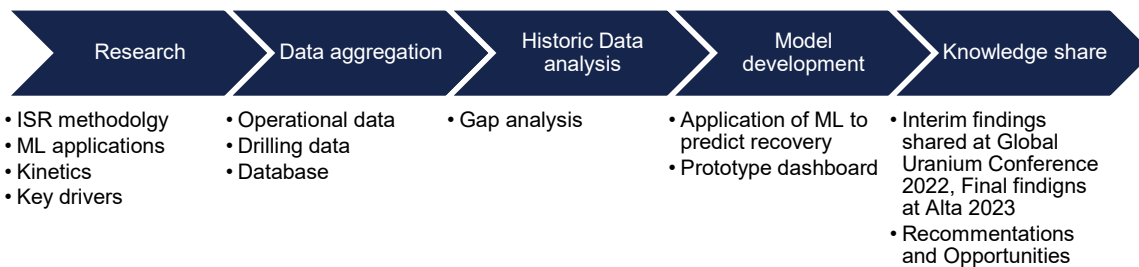 Research
Data aggregation
Historic Data
analysis
Model
development
Knowledge share
• ISR methodolgy
• ML applications
• Kinetics
• Key drivers
• Operational data
• Drilling data
• Database
• Gap analysis
• Application of ML to
predict recovery
• Prototype dashboard
• Interim findings
shared at Global
Uranium Conference
2022, Final findigns
at Alta 2023
• Recommentations
and Opportunities